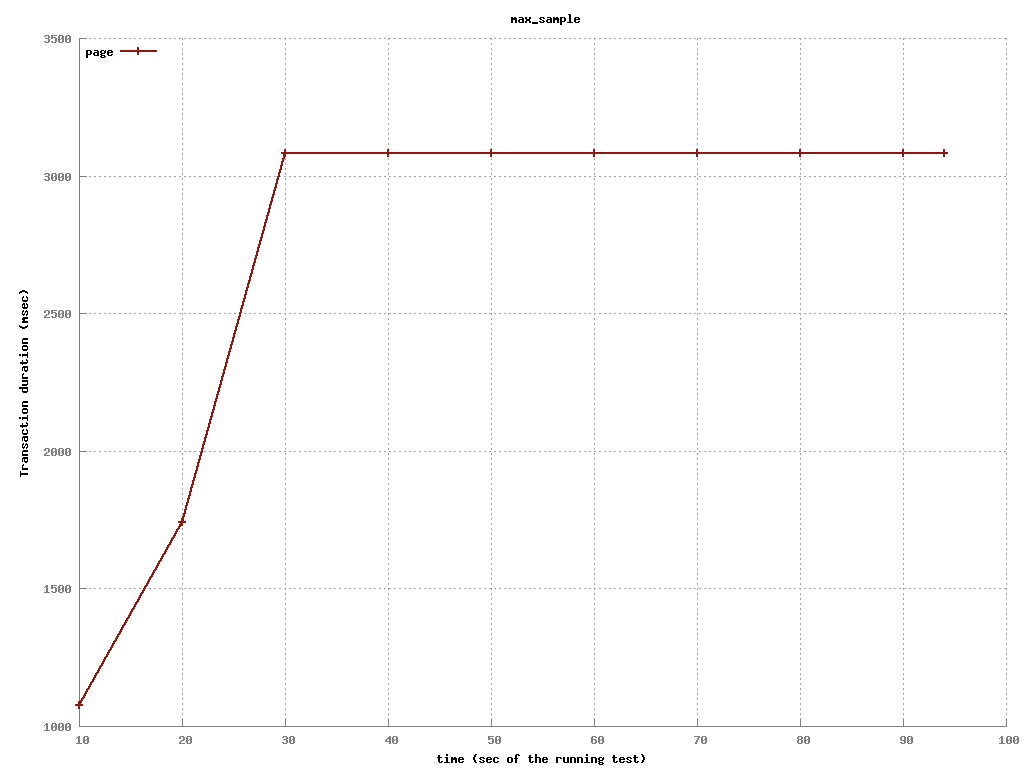 max_sample
page
3500
3000
2500
2000
1500
1000
Transaction duration (msec)
10 20 30 40 50 60 70 80 90 100
time (sec of the running test)